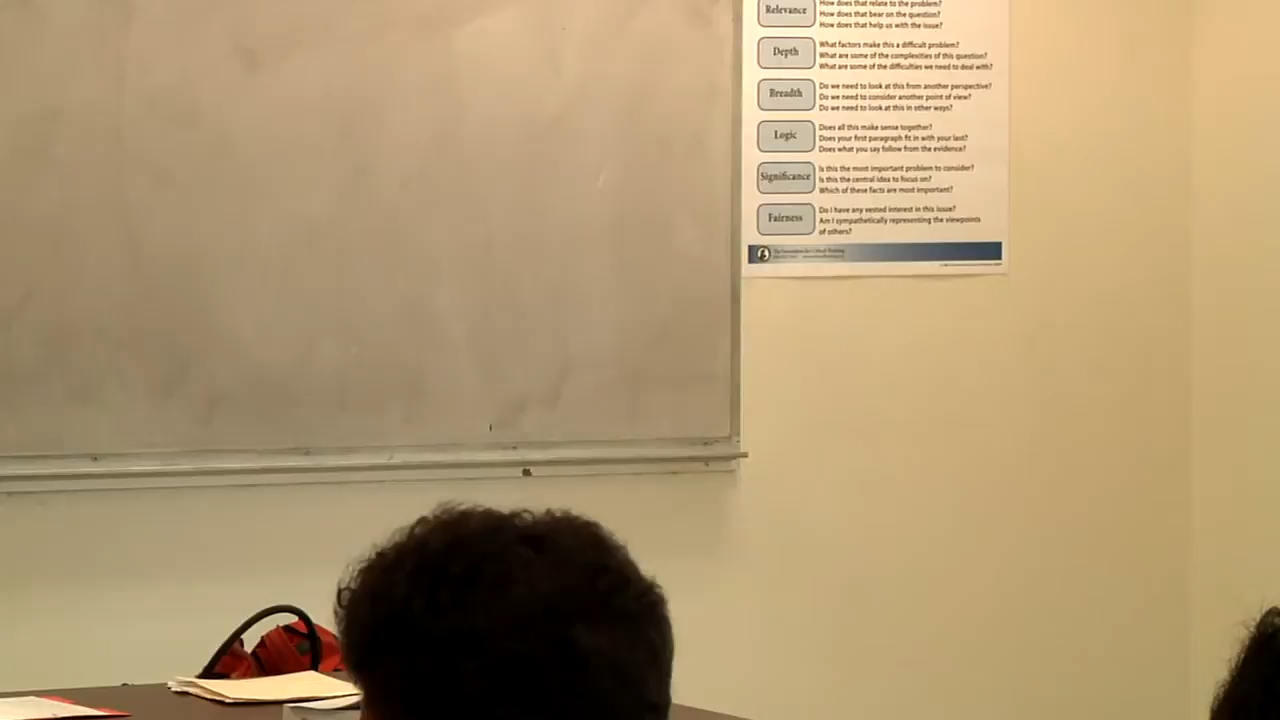 Relevance
How does that relate to the problem?
How does that bear on the question?
How does that help us with the issue?
Depth
What factors make this a difficult problem?
What are some of the complexities of this question?
What are some of the difficulties we need to deal with?
Breadth
Do we need to look at this from another perspective?
Do we need to consider another point of view?
Do we need to look at this in other ways?
Logic
Does all this make sense together?
Does your first paragraph fit in with your last?
Does what you say follow from the evidence?
Significance
Is this the most important problem to consider?
Is this the central idea to focus on?
Which of these facts are most important?
Fairness
Do I have any vested interest in this issue?
Am I sympathetically representing the viewpoints
of others?
The Foundation for Critical Thinking